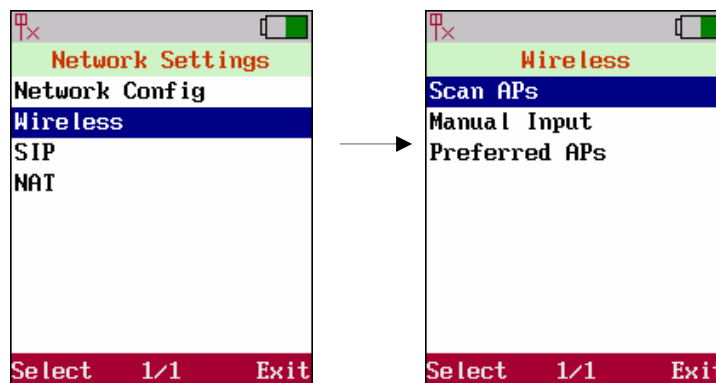 Network Settings
Network Config
Wireless
SIP
NAT
Select 1/1 Exit
Wireless
Scan APs
Manual Input
Preferred APs
Select 1/1 Exit